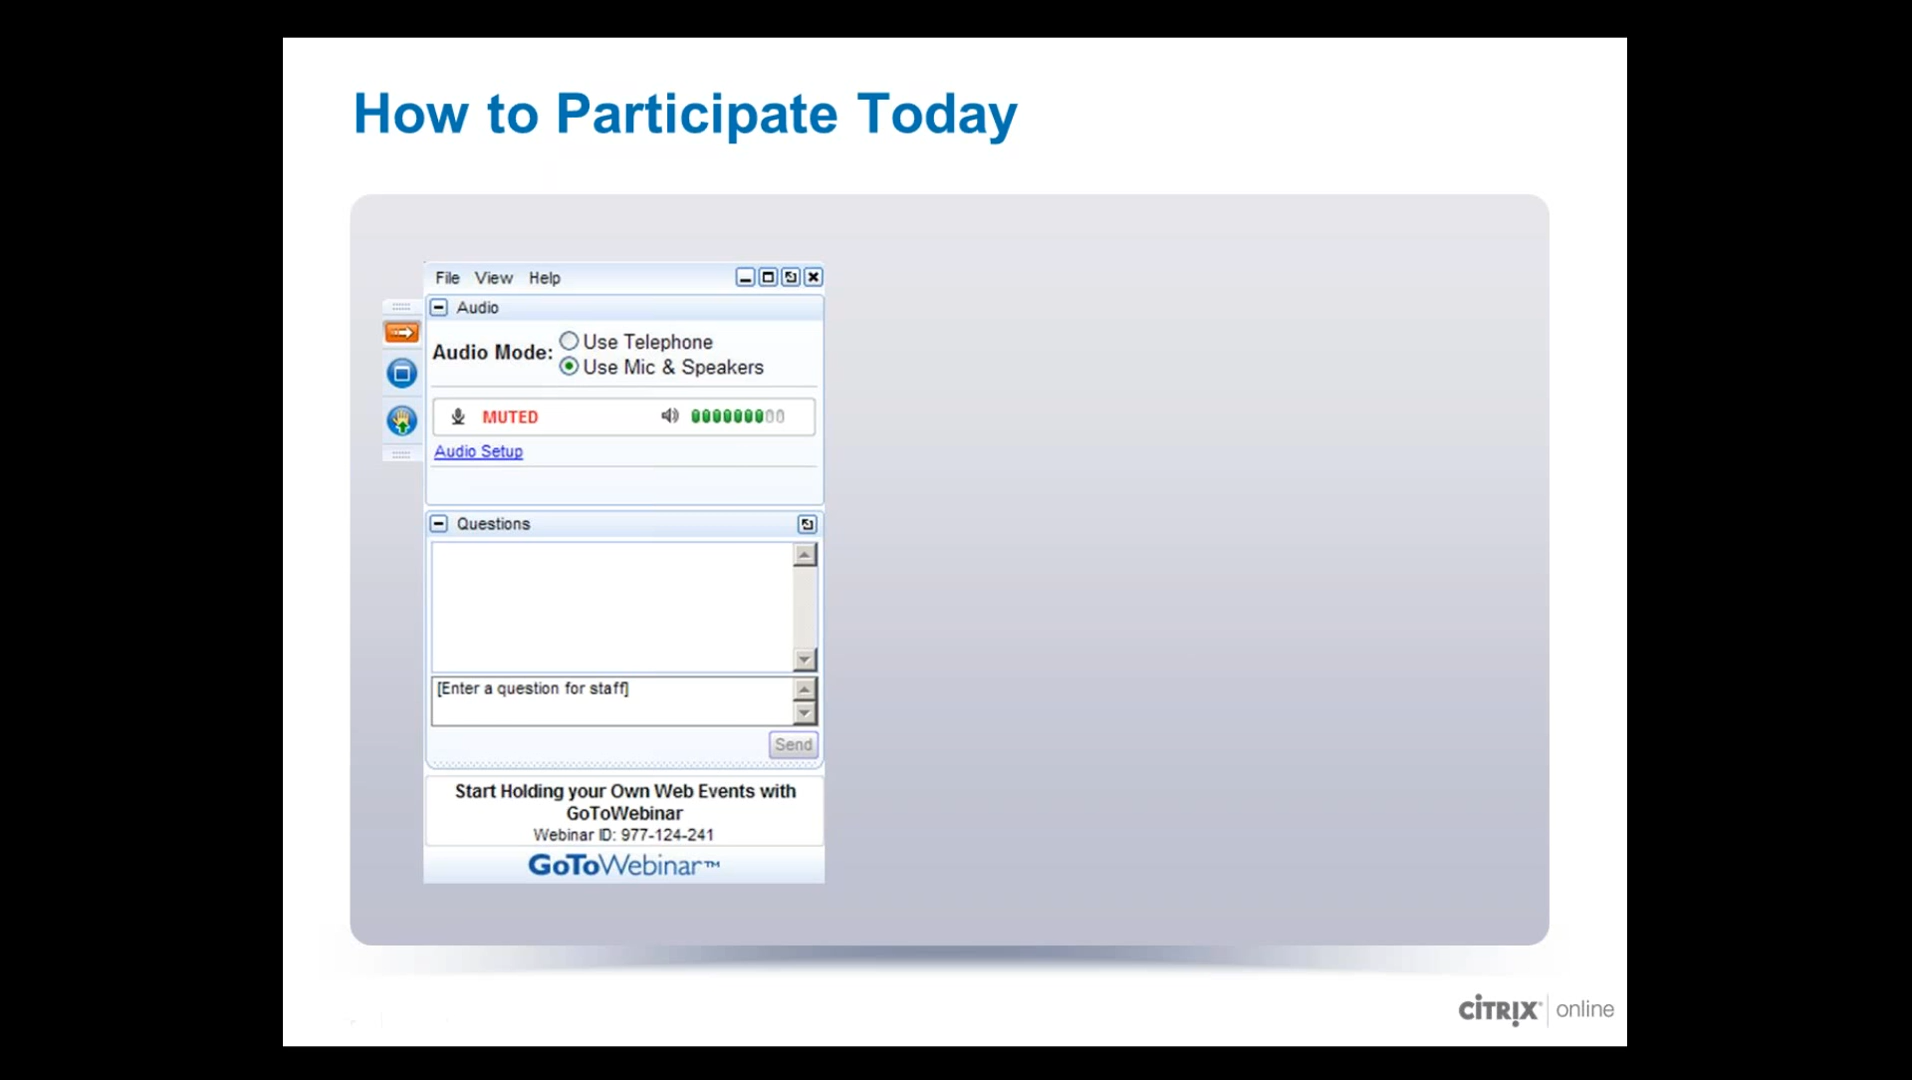 How to Participate Today
File View Help
Audio
Audio Mode:
Use Telephone
Use Mic & Speakers
MUTED
Audio Setup
Questions
[Enter a question for staff]
Send
Start Holding your Own Web Events with
GoToWebinar
Webinar ID: 977-124-241
GoToWebinar™
CITRIX® online